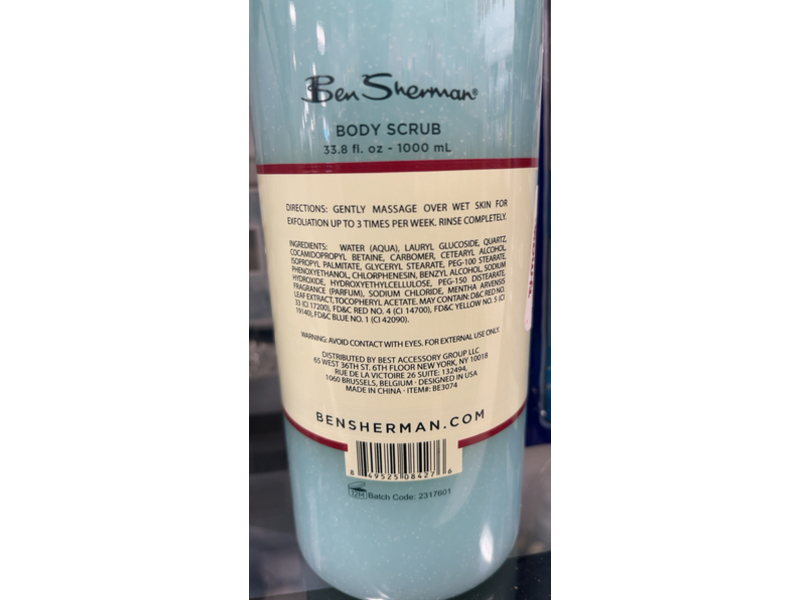 Ben Sherman®
BODY SCRUB
33.8 fl. oz - 1000 mL
DIRECTIONS: GENTLY MASSAGE OVER WET SKIN FOR
EXFOLIATION UP TO 3 TIMES PER WEEK. RINSE COMPLETELY.
INGREDIENTS: WATER (AQUA), LAURYL GLUCOSIDE, QUARTZ,
COCAMIDOPROPYL BETAINE, CARBOMER, CETEARYL ALCOHOL,
ISOPROPYL PALMITATE, GLYCERYL STEARATE, PEG-100 STEARATE,
PHENOXYETHANOL, CHLORPHENESIN, BENZYL ALCOHOL, SODIUM
HYDROXIDE, HYDROXYETHYLCELLULOSE, PEG-150 DISTEARATE,
FRAGRANCE (PARFUM), SODIUM CHLORIDE, MENTHA ARVENSIS
LEAF EXTRACT, TOCOPHERYL ACETATE. MAY CONTAIN: D&C RED NO.
33 (CI 17200), FD&C RED NO. 4 (CI 14700), FD&C YELLOW NO. 5 (CI
19140), FD&C BLUE NO. 1 (CI 42090).
WARNING: AVOID CONTACT WITH EYES. FOR EXTERNAL USE ONLY.
DISTRIBUTED BY BEST ACCESSORY GROUP LLC
65 WEST 36TH ST. 6TH FLOOR NEW YORK, NY 10018
RUE DE LA VICTOIRE 26 SUITE: 132494,
1060 BRUSSELS, BELGIUM · DESIGNED IN USA
MADE IN CHINA · ITEM#: BE3074
BENSHERMAN.COM
8 49525 08427 6
12M Batch Code: 2317601